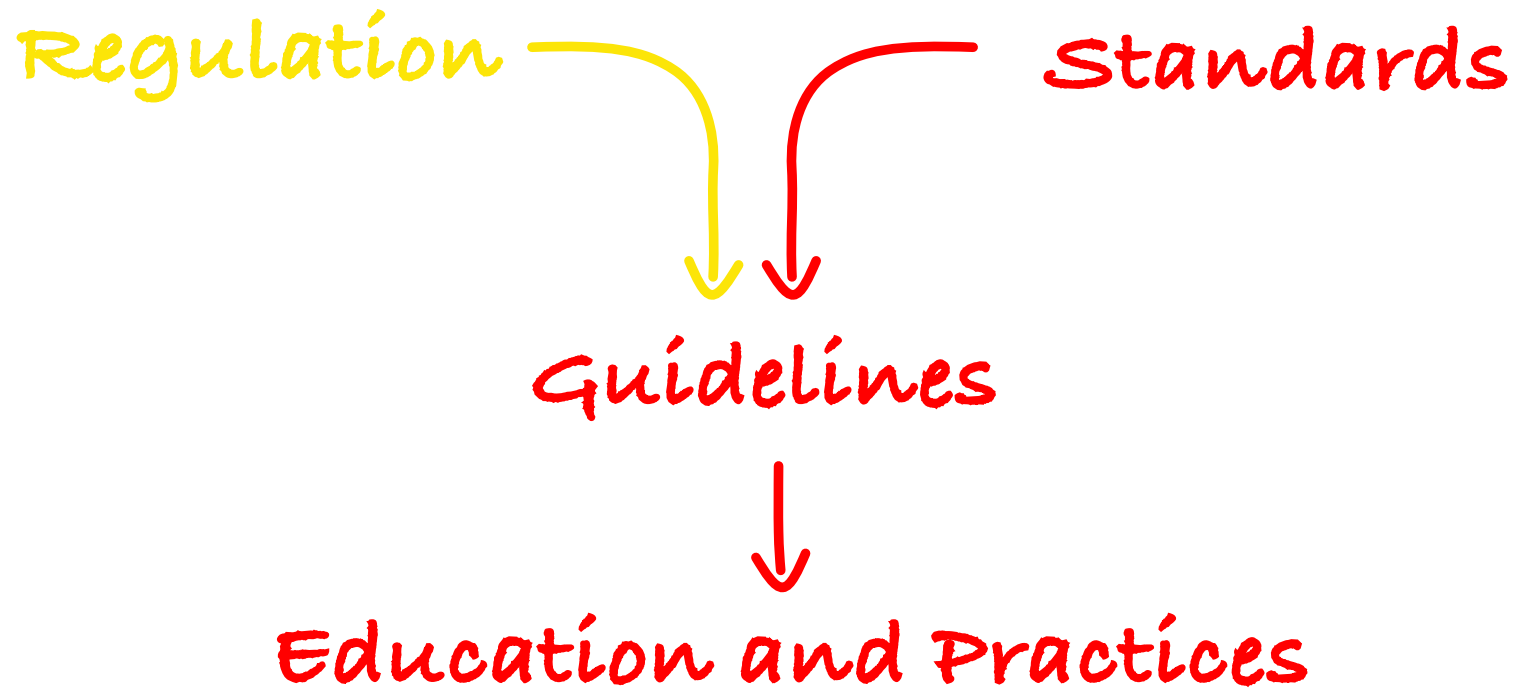 Regulation
Standards
Guidelines
Education and Practices